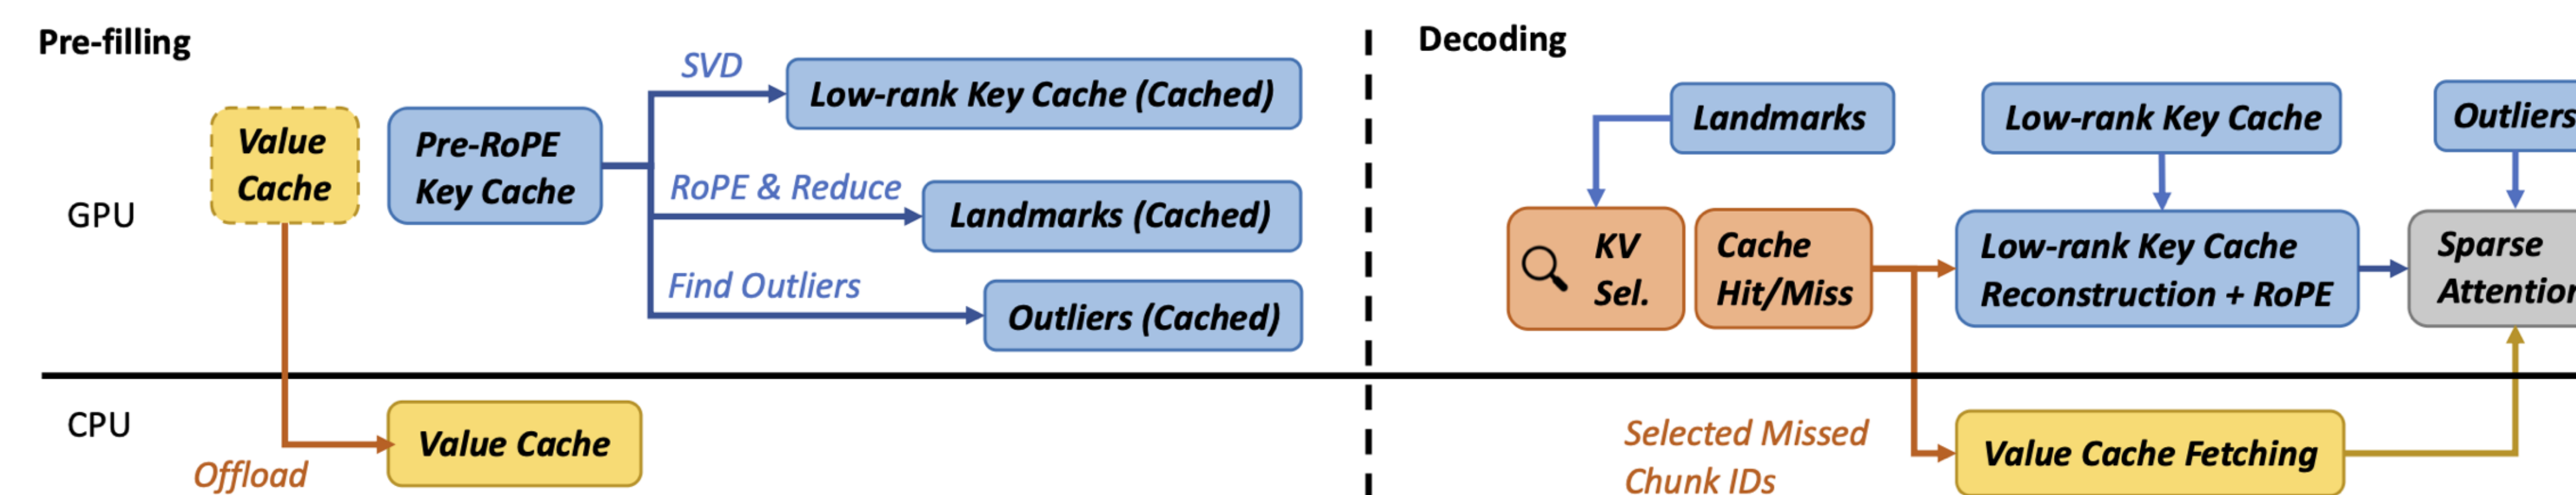 Pre-filling
SVD
Low-rank Key Cache (Cached)
Value
Cache
Pre-RoPE
Key Cache
RoPE & Reduce
Landmarks (Cached)
GPU
Find Outliers
Outliers (Cached)
CPU
Value Cache
Offload
Decoding
Landmarks
Low-rank Key Cache
Outliers
KV
Sel.
Cache
Hit/Miss
Low-rank Key Cache
Reconstruction + RoPE
Sparse
Attention
Selected Missed
Chunk IDs
Value Cache Fetching